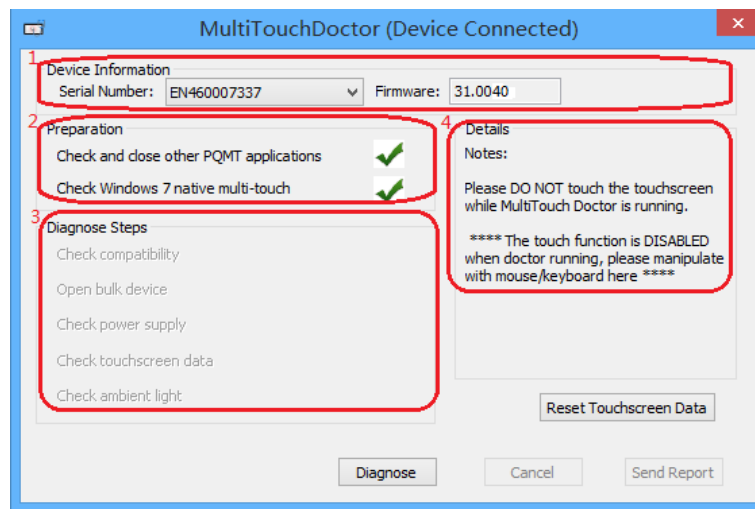 MultiTouchDoctor (Device Connected)
1
Device Information
Serial Number: EN460007337 Firmware: 31.0040
2
Preparation
Check and close other PQMT applications
Check Windows 7 native multi-touch
3
Diagnose Steps
Check compatibility
Open bulk device
Check power supply
Check touchscreen data
Check ambient light
4
Details
Notes:
Please DO NOT touch the touchscreen
while MultiTouch Doctor is running.
**** The touch function is DISABLED
when doctor running, please manipulate
with mouse/keyboard here ****
Reset Touchscreen Data
Diagnose Cancel Send Report